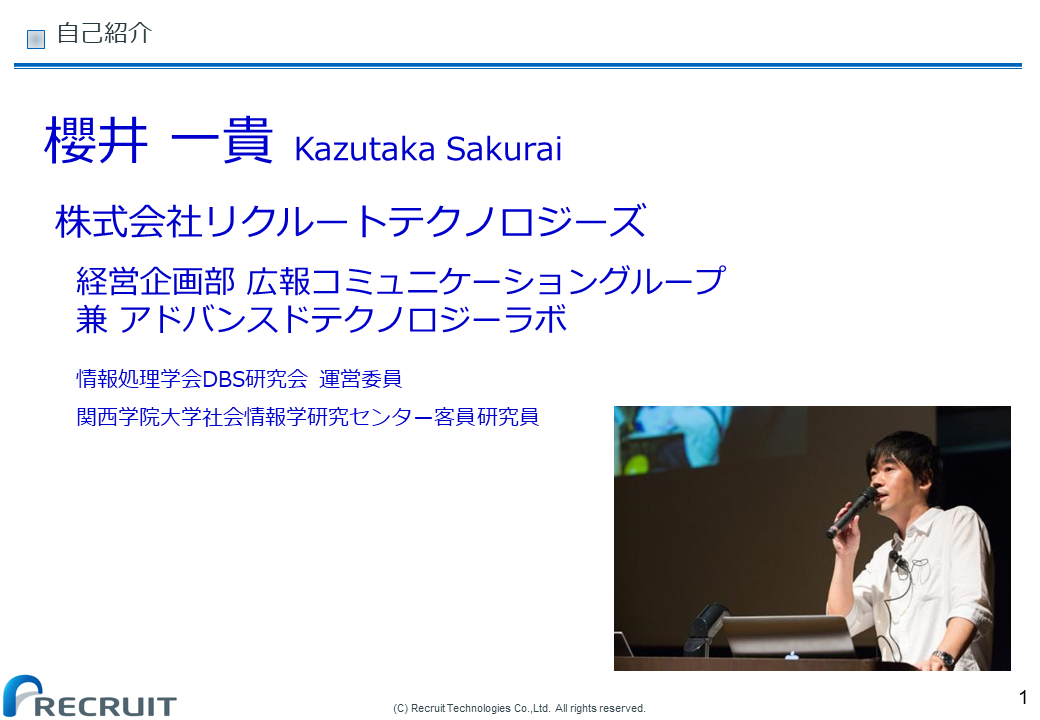 自己紹介
櫻井 一貴 Kazutaka Sakurai
株式会社リクルートテクノロジーズ
経営企画部 広報コミュニケーショングループ
兼 アドバンスドテクノロジーラボ
情報処理学会DBS研究会 運営委員
関西学院大学社会情報学研究センター客員研究員
RECRUIT
(C) Recruit Technologies Co.,Ltd. All rights reserved.
1